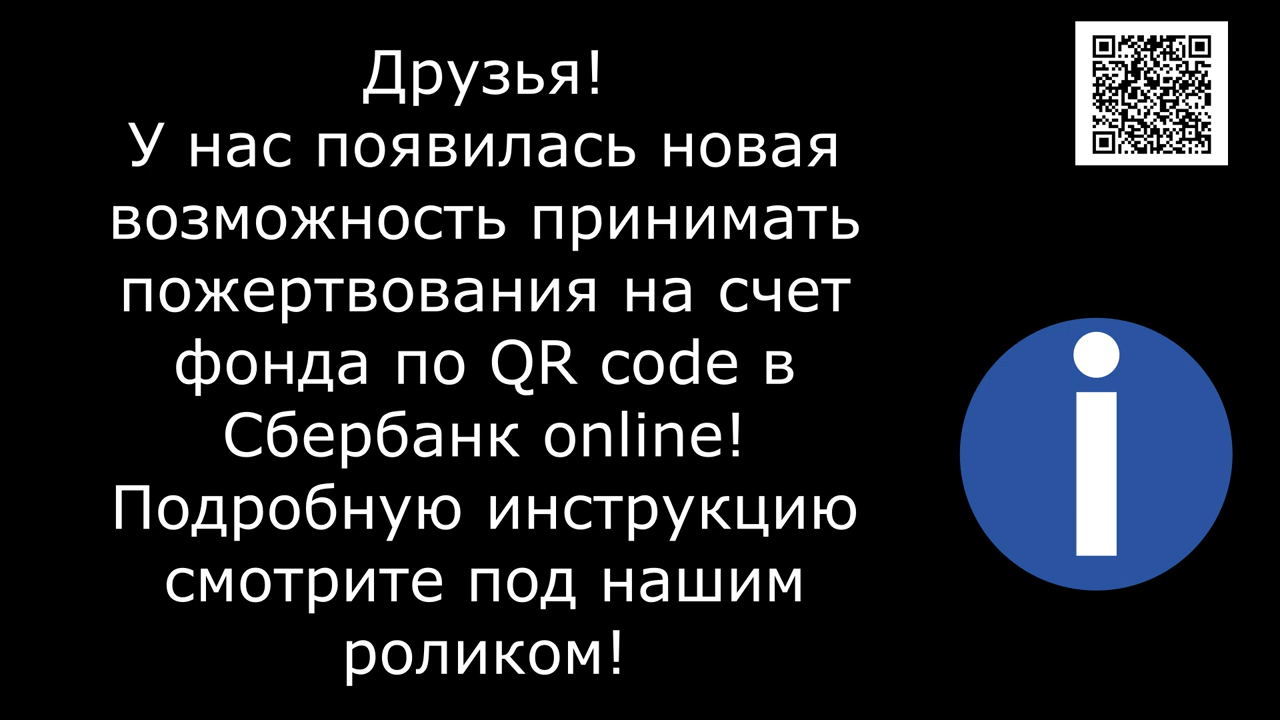 Друзья!
У нас появилась новая
возможность принимать
пожертвования на счет
фонда по QR code в
Сбербанк online!
Подробную инструкцию
смотрите под нашим
роликом!